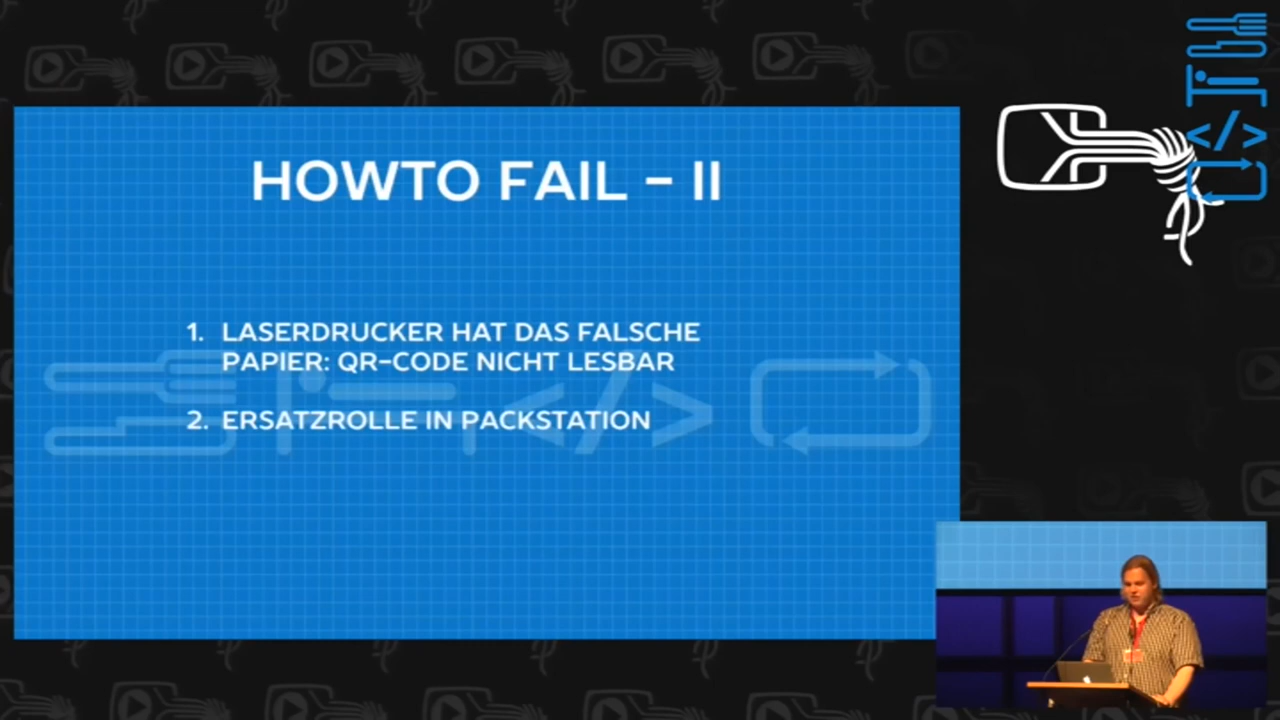 HOWTO FAIL – II
1. LASERDRUCKER HAT DAS FALSCHE
PAPIER: QR-CODE NICHT LESBAR
2. ERSATZROLLE IN PACKSTATION